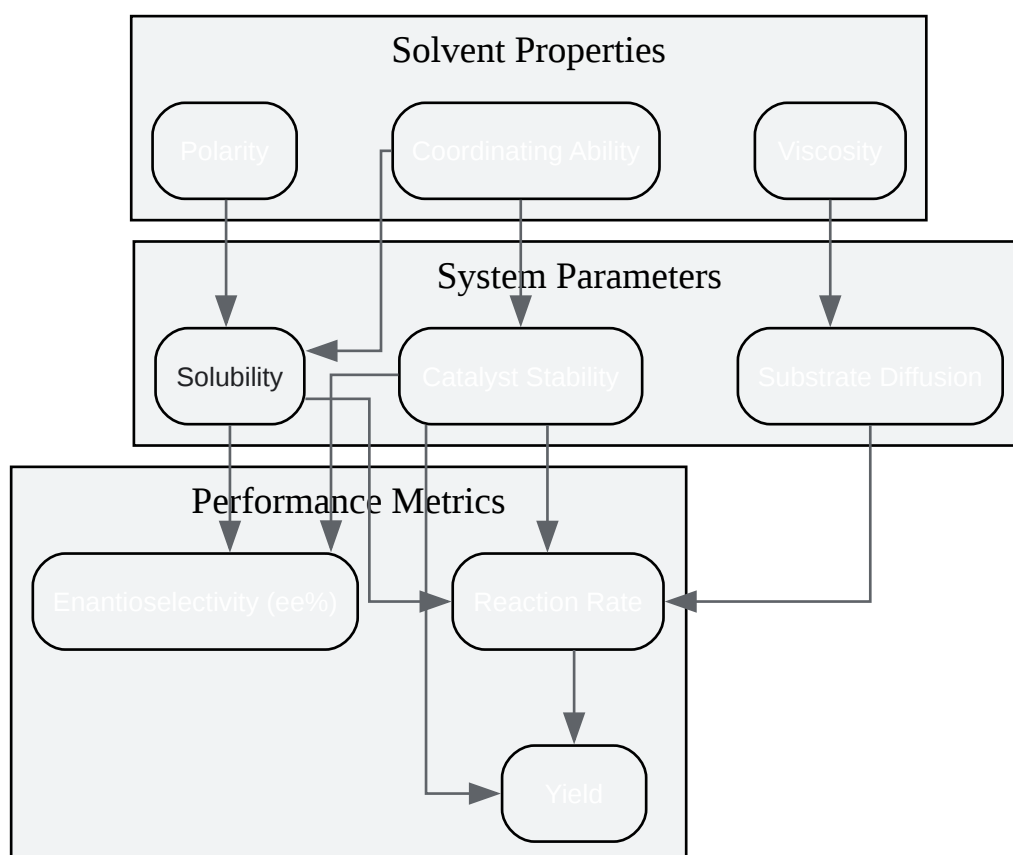 Solvent Properties
Polarity
Coordinating Ability
Viscosity
System Parameters
Solubility
Catalyst Stability
Substrate Diffusion
Performance Metrics
Enantioselectivity (ee%)
Reaction Rate
Yield